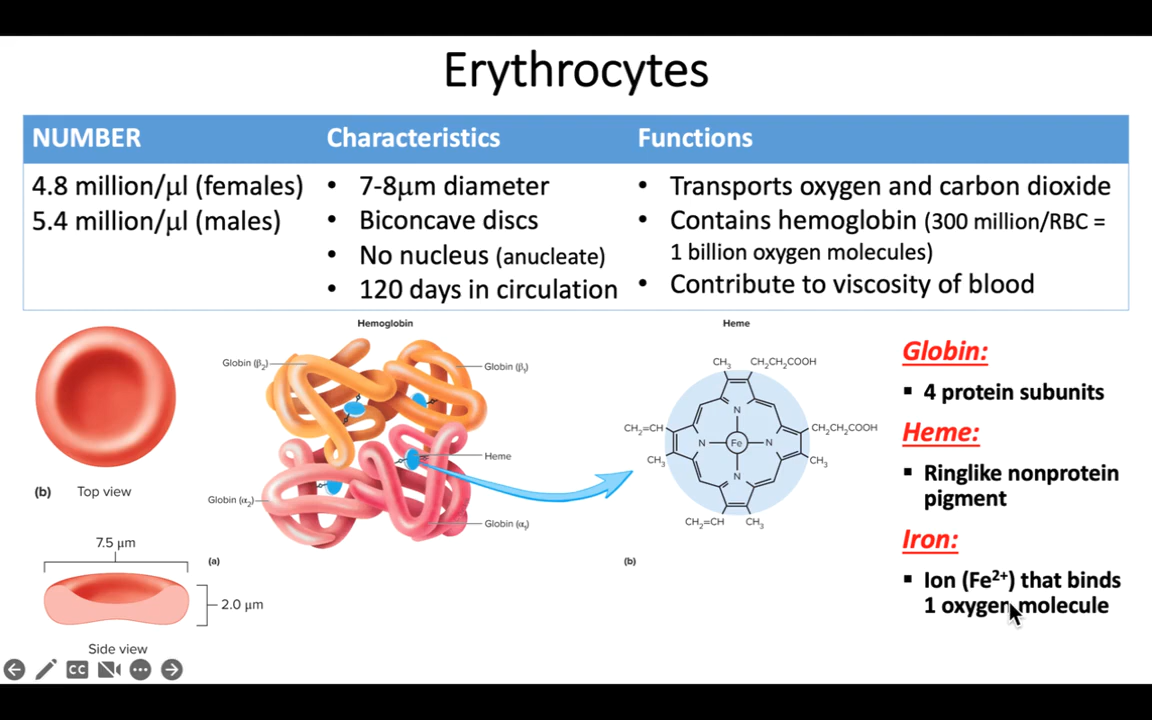 Erythrocytes
NUMBER
Characteristics
Functions
4.8 million/μl (females)
5.4 million/μl (males)
• 7-8μm diameter
• Biconcave discs
• No nucleus (anucleate)
• 120 days in circulation
• Transports oxygen and carbon dioxide
• Contains hemoglobin (300 million/RBC =
1 billion oxygen molecules)
• Contribute to viscosity of blood
(b) Top view
7.5 μm
2.0 μm
Side view
Hemoglobin
Globin (β₂)
Globin (β₁)
Heme
Globin (α₂)
Globin (α₁)
(a)
Heme
CH₃ CH₂CH₂COOH
CH₂=CH
CH₂CH₂COOH
CH₃
CH₃
N
N Fe N
N
CH₂=CH CH₃
(b)
Globin:
▪ 4 protein subunits
Heme:
▪ Ringlike nonprotein
pigment
Iron:
▪ Ion (Fe²⁺) that binds
1 oxygen molecule
CC